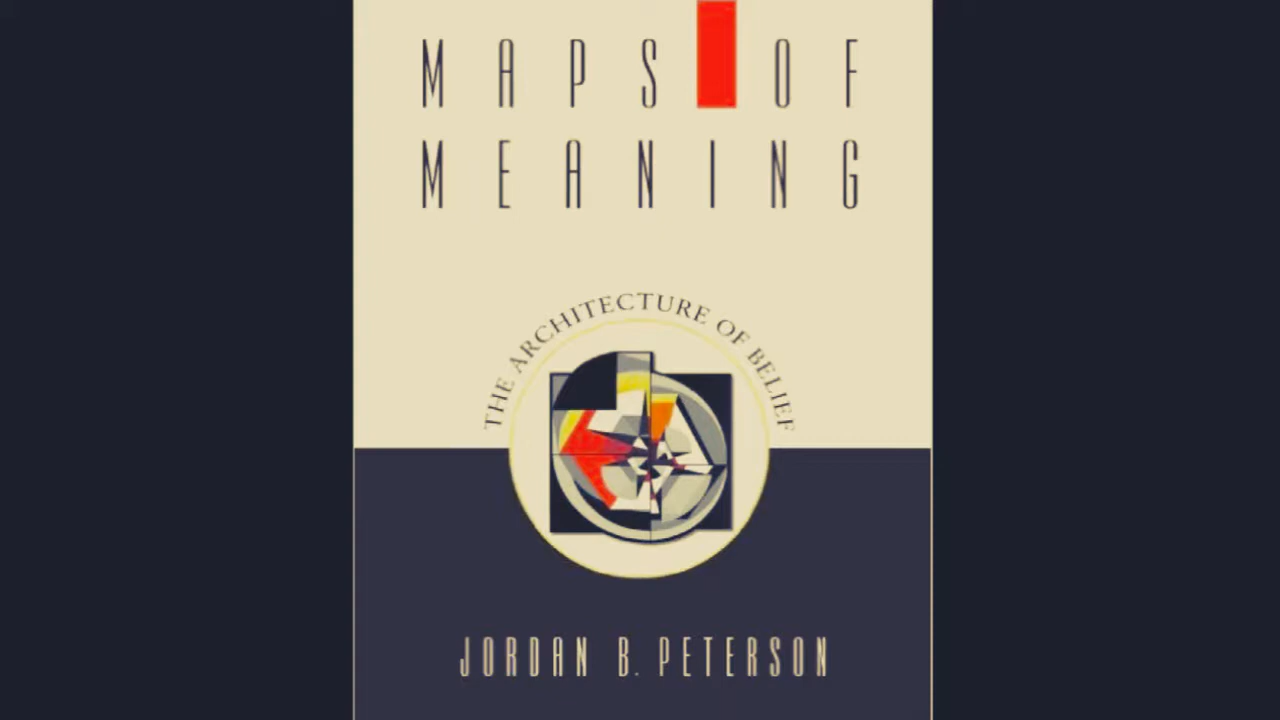 MAPS OF
MEANING
THE ARCHITECTURE OF BELIEF
JORDAN B. PETERSON